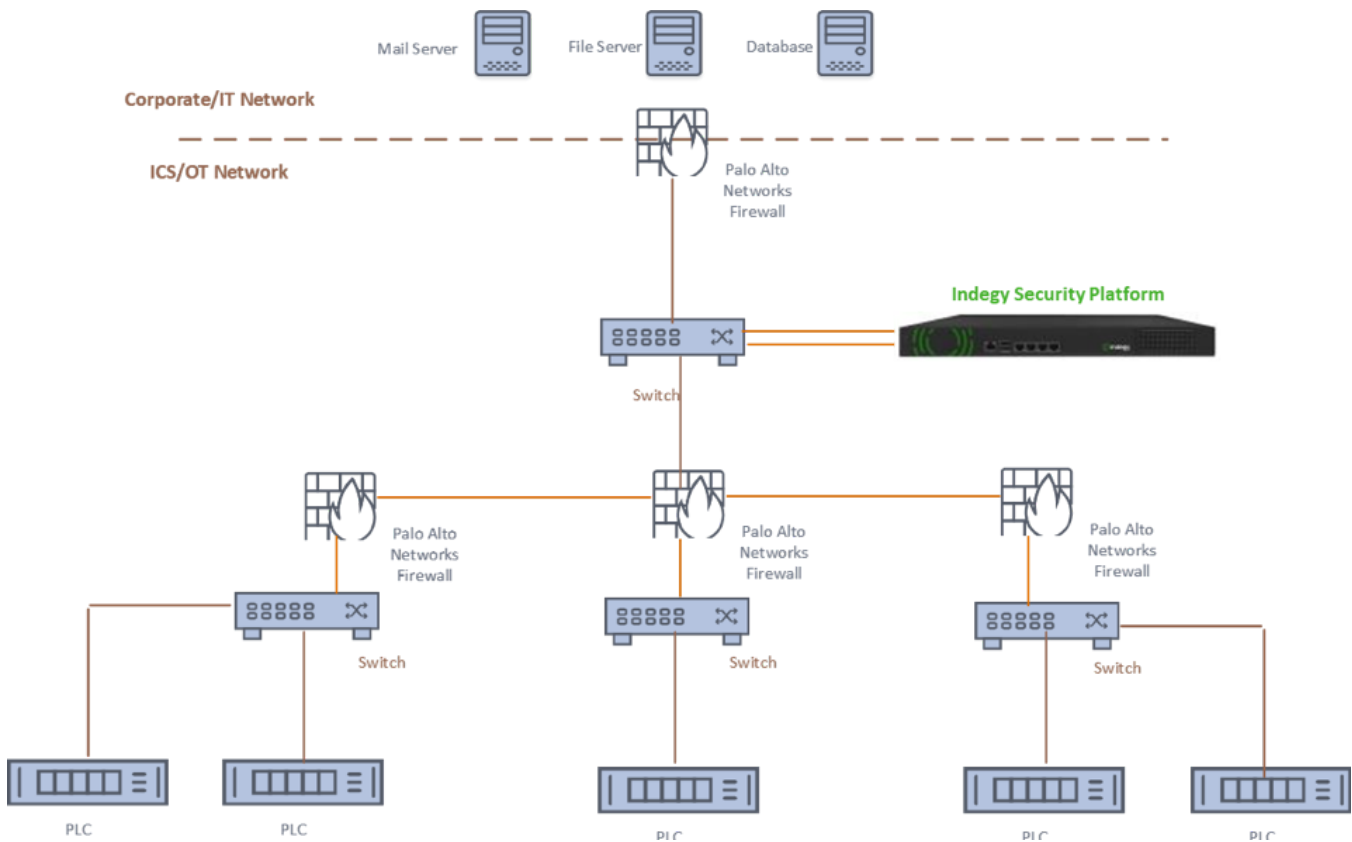 Mail Server
File Server
Database
Corporate/IT Network
ICS/OT Network
Palo Alto
Networks
Firewall
Indegy Security Platform
Switch
Palo Alto
Networks
Firewall
Palo Alto
Networks
Firewall
Palo Alto
Networks
Firewall
Switch
Switch
Switch
PLC
PLC
PLC
PLC
PLC